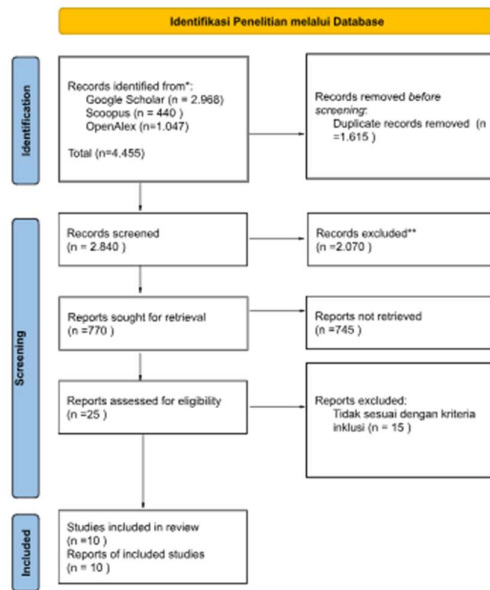 Identifikasi Penelitian melalui Database
Identification
Records identified from*:
Google Scholar (n = 2.968)
Scoopus (n = 440 )
OpenAlex (n=1.047)
Total (n=4.455)
Records removed before
screening:
Duplicate records removed (n
=1.615)
Screening
Records screened
(n = 2.840 )
Records excluded**
(n =2.070 )
Reports sought for retrieval
(n =770 )
Reports not retrieved
(n =745 )
Reports assessed for eligibility
(n =25 )
Reports excluded:
Tidak sesuai dengan kriteria
inklusi (n = 15 )
Included
Studies included in review
(n =10 )
Reports of included studies
(n = 10 )